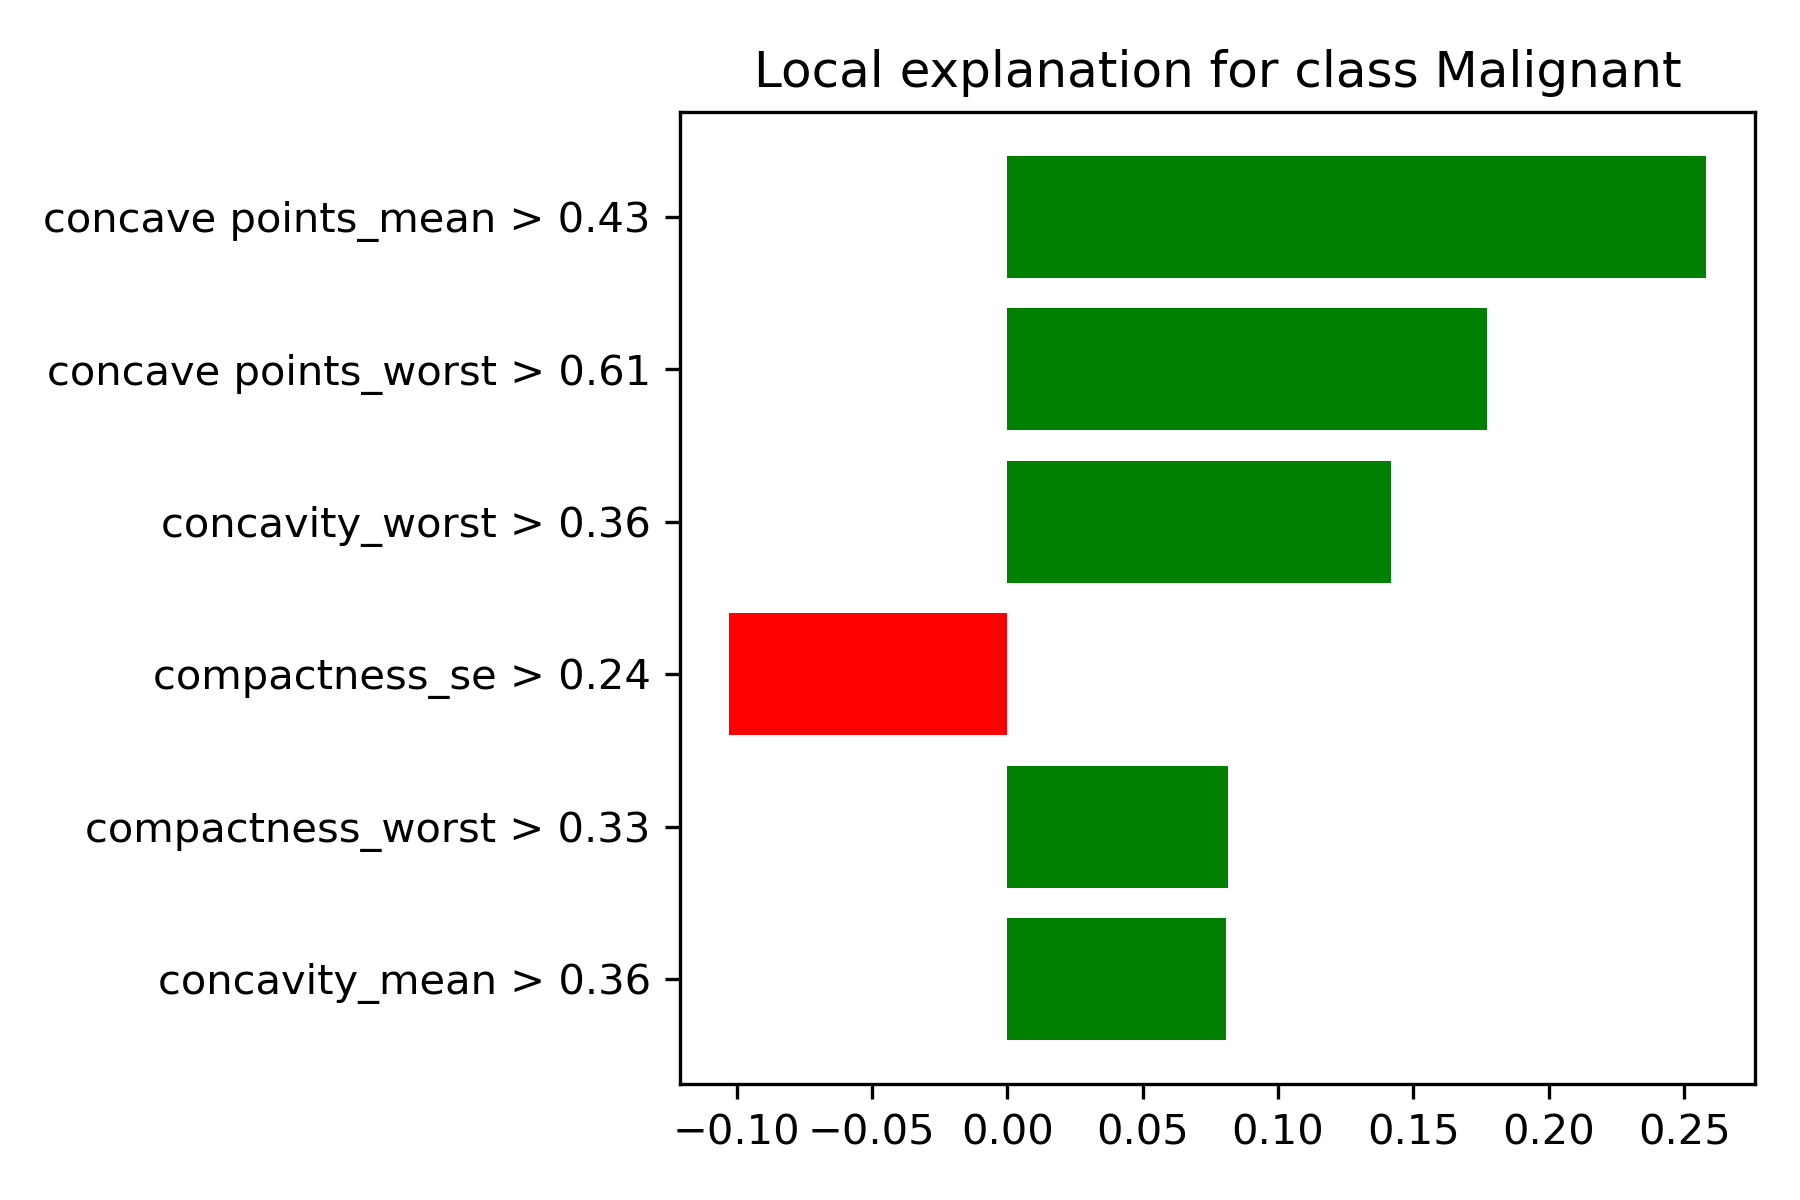 Local explanation for class Malignant
concave points_mean > 0.43
concave points_worst > 0.61
concavity_worst > 0.36
compactness_se > 0.24
compactness_worst > 0.33
concavity_mean > 0.36
−0.10 −0.05 0.00 0.05 0.10 0.15 0.20 0.25